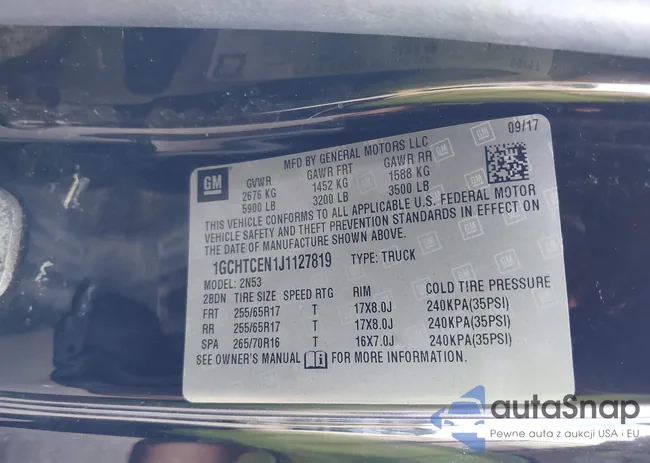 09/17
MFD BY GENERAL MOTORS LLC
GM
GVWR GAWR FRT GAWR RR
2676 KG 1452 KG 1588 KG
5900 LB 3200 LB 3500 LB
THIS VEHICLE CONFORMS TO ALL APPLICABLE U.S. FEDERAL MOTOR
VEHICLE SAFETY AND THEFT PREVENTION STANDARDS IN EFFECT ON
THE DATE OF MANUFACTURE SHOWN ABOVE.
1GCHTCEN1J1127819 TYPE: TRUCK
MODEL: 2N53
2BDN TIRE SIZE SPEED RTG RIM COLD TIRE PRESSURE
FRT 255/65R17 T 17X8.0J 240KPA(35PSI)
RR 255/65R17 T 17X8.0J 240KPA(35PSI)
SPA 265/70R16 T 16X7.0J 240KPA(35PSI)
SEE OWNER'S MANUAL FOR MORE INFORMATION.
autaSnap
Pewne auta z aukcji USA i EU